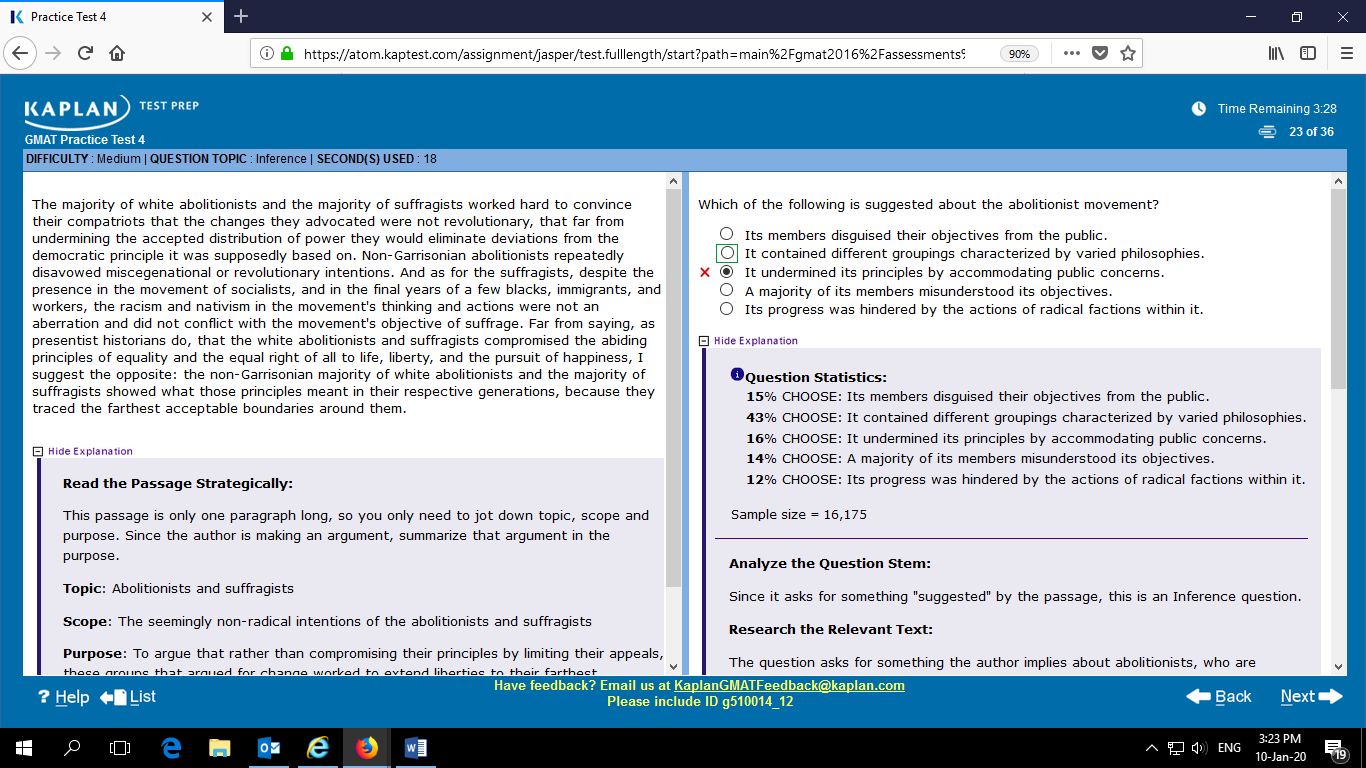 Practice Test 4
https://atom.kaptest.com/assignment/jasper/test.fulllength/start?path=main%2Fgmat2016%2Fassessments%
90%
KAPLAN TEST PREP
GMAT Practice Test 4
Time Remaining 3:28
23 of 36
DIFFICULTY : Medium | QUESTION TOPIC : Inference | SECOND(S) USED : 18
The majority of white abolitionists and the majority of suffragists worked hard to convince
their compatriots that the changes they advocated were not revolutionary, that far from
undermining the accepted distribution of power they would eliminate deviations from the
democratic principle it was supposedly based on. Non-Garrisonian abolitionists repeatedly
disavowed miscegenational or revolutionary intentions. And as for the suffragists, despite the
presence in the movement of socialists, and in the final years of a few blacks, immigrants, and
workers, the racism and nativism in the movement's thinking and actions were not an
aberration and did not conflict with the movement's objective of suffrage. Far from saying, as
presentist historians do, that the white abolitionists and suffragists compromised the abiding
principles of equality and the equal right of all to life, liberty, and the pursuit of happiness, I
suggest the opposite: the non-Garrisonian majority of white abolitionists and the majority of
suffragists showed what those principles meant in their respective generations, because they
traced the farthest acceptable boundaries around them.
Hide Explanation
Read the Passage Strategically:
This passage is only one paragraph long, so you only need to jot down topic, scope and
purpose. Since the author is making an argument, summarize that argument in the
purpose.
Topic: Abolitionists and suffragists
Scope: The seemingly non-radical intentions of the abolitionists and suffragists
Purpose: To argue that rather than compromising their principles by limiting their appeals,
these groups that argued for change worked to extend liberties to their farthest
Which of the following is suggested about the abolitionist movement?
Its members disguised their objectives from the public.
It contained different groupings characterized by varied philosophies.
It undermined its principles by accommodating public concerns.
A majority of its members misunderstood its objectives.
Its progress was hindered by the actions of radical factions within it.
Hide Explanation
Question Statistics:
15% CHOOSE: Its members disguised their objectives from the public.
43% CHOOSE: It contained different groupings characterized by varied philosophies.
16% CHOOSE: It undermined its principles by accommodating public concerns.
14% CHOOSE: A majority of its members misunderstood its objectives.
12% CHOOSE: Its progress was hindered by the actions of radical factions within it.
Sample size = 16,175
Analyze the Question Stem:
Since it asks for something "suggested" by the passage, this is an Inference question.
Research the Relevant Text:
The question asks for something the author implies about abolitionists, who are
? Help
List
Have feedback? Email us at KaplanGMATFeedback@kaplan.com
Please include ID g510014_12
Back
Next
ENG
3:23 PM
10-Jan-20
19